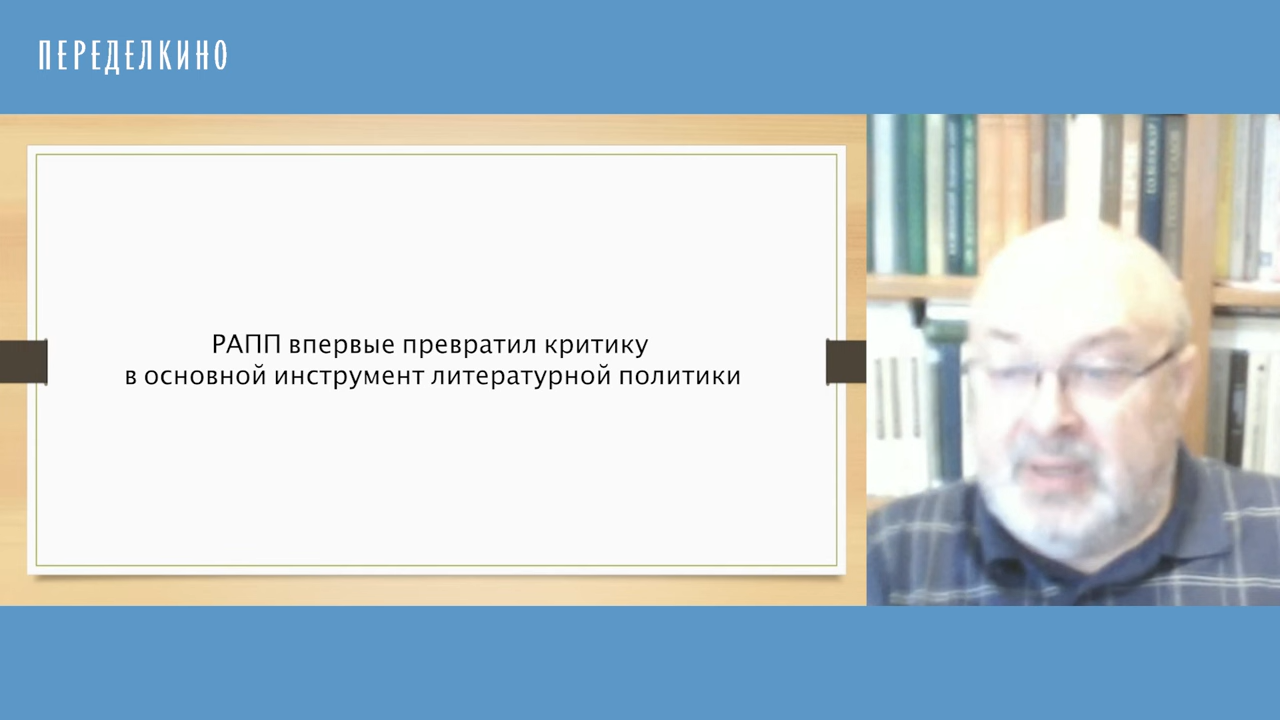 ПЕРЕДЕЛКИНО
РАПП впервые превратил критику
в основной инструмент литературной политики